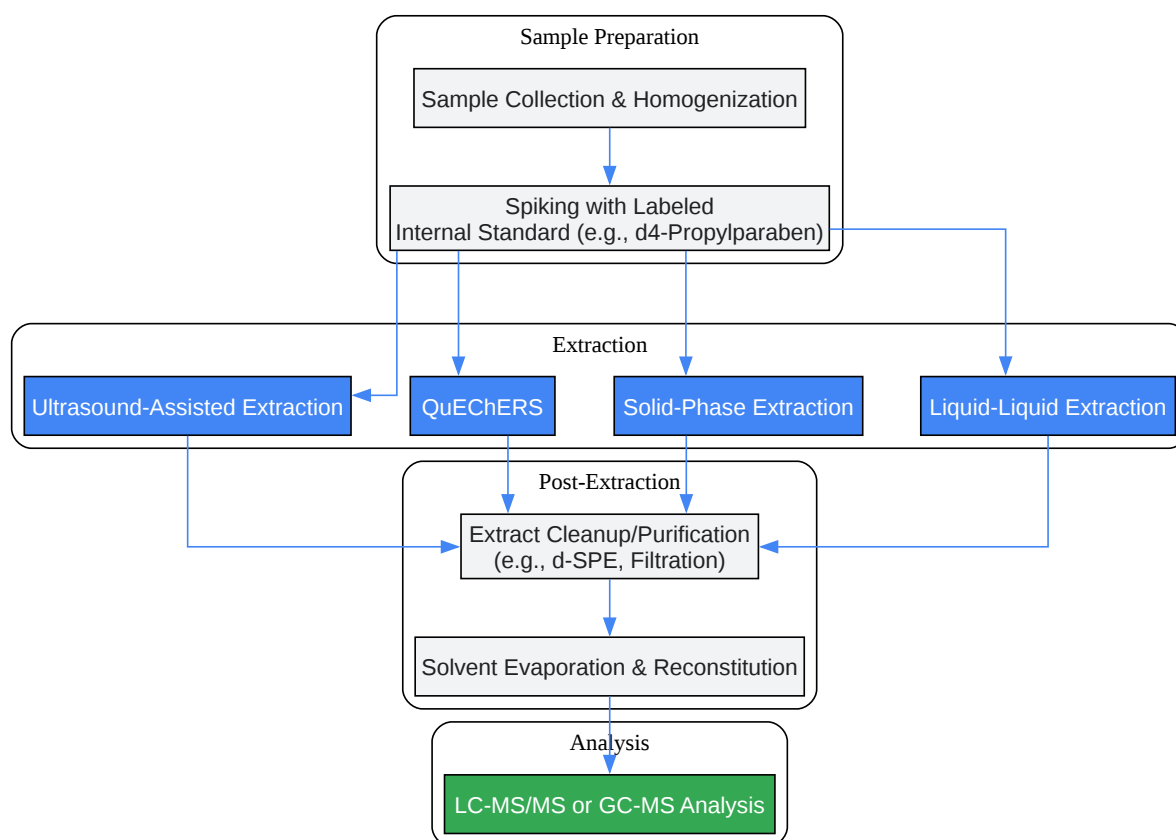 Sample Preparation
Sample Collection & Homogenization
Spiking with Labeled
Internal Standard (e.g., d4-Propylparaben)
Extraction
Ultrasound-Assisted Extraction
QuEChERS
Solid-Phase Extraction
Liquid-Liquid Extraction
Post-Extraction
Extract Cleanup/Purification
(e.g., d-SPE, Filtration)
Solvent Evaporation & Reconstitution
Analysis
LC-MS/MS or GC-MS Analysis